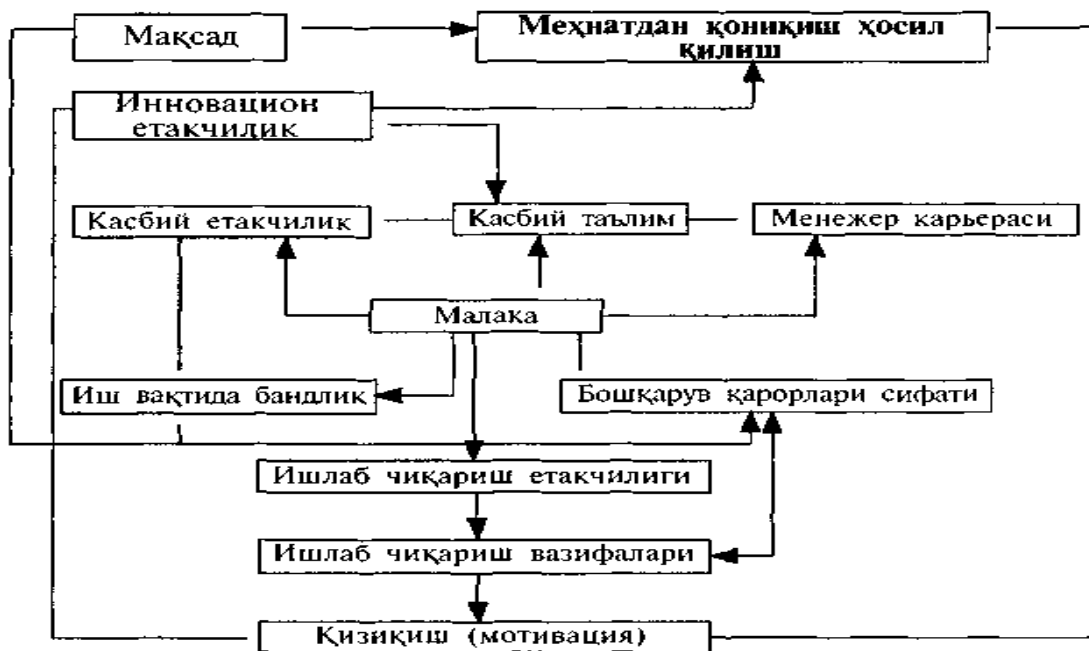 Мақсад
Меҳнатдан қониқиш ҳосил
қилиш
Инновацион
етакчилик
Касбий етакчилик
Касбий таълим
Менежер карьераси
Малака
Иш вақтида бандлик
Бошқарув қарорлари сифати
Ишлаб чиқариш етакчилиги
Ишлаб чиқариш вазифалари
Қизиқиш (мотивация)